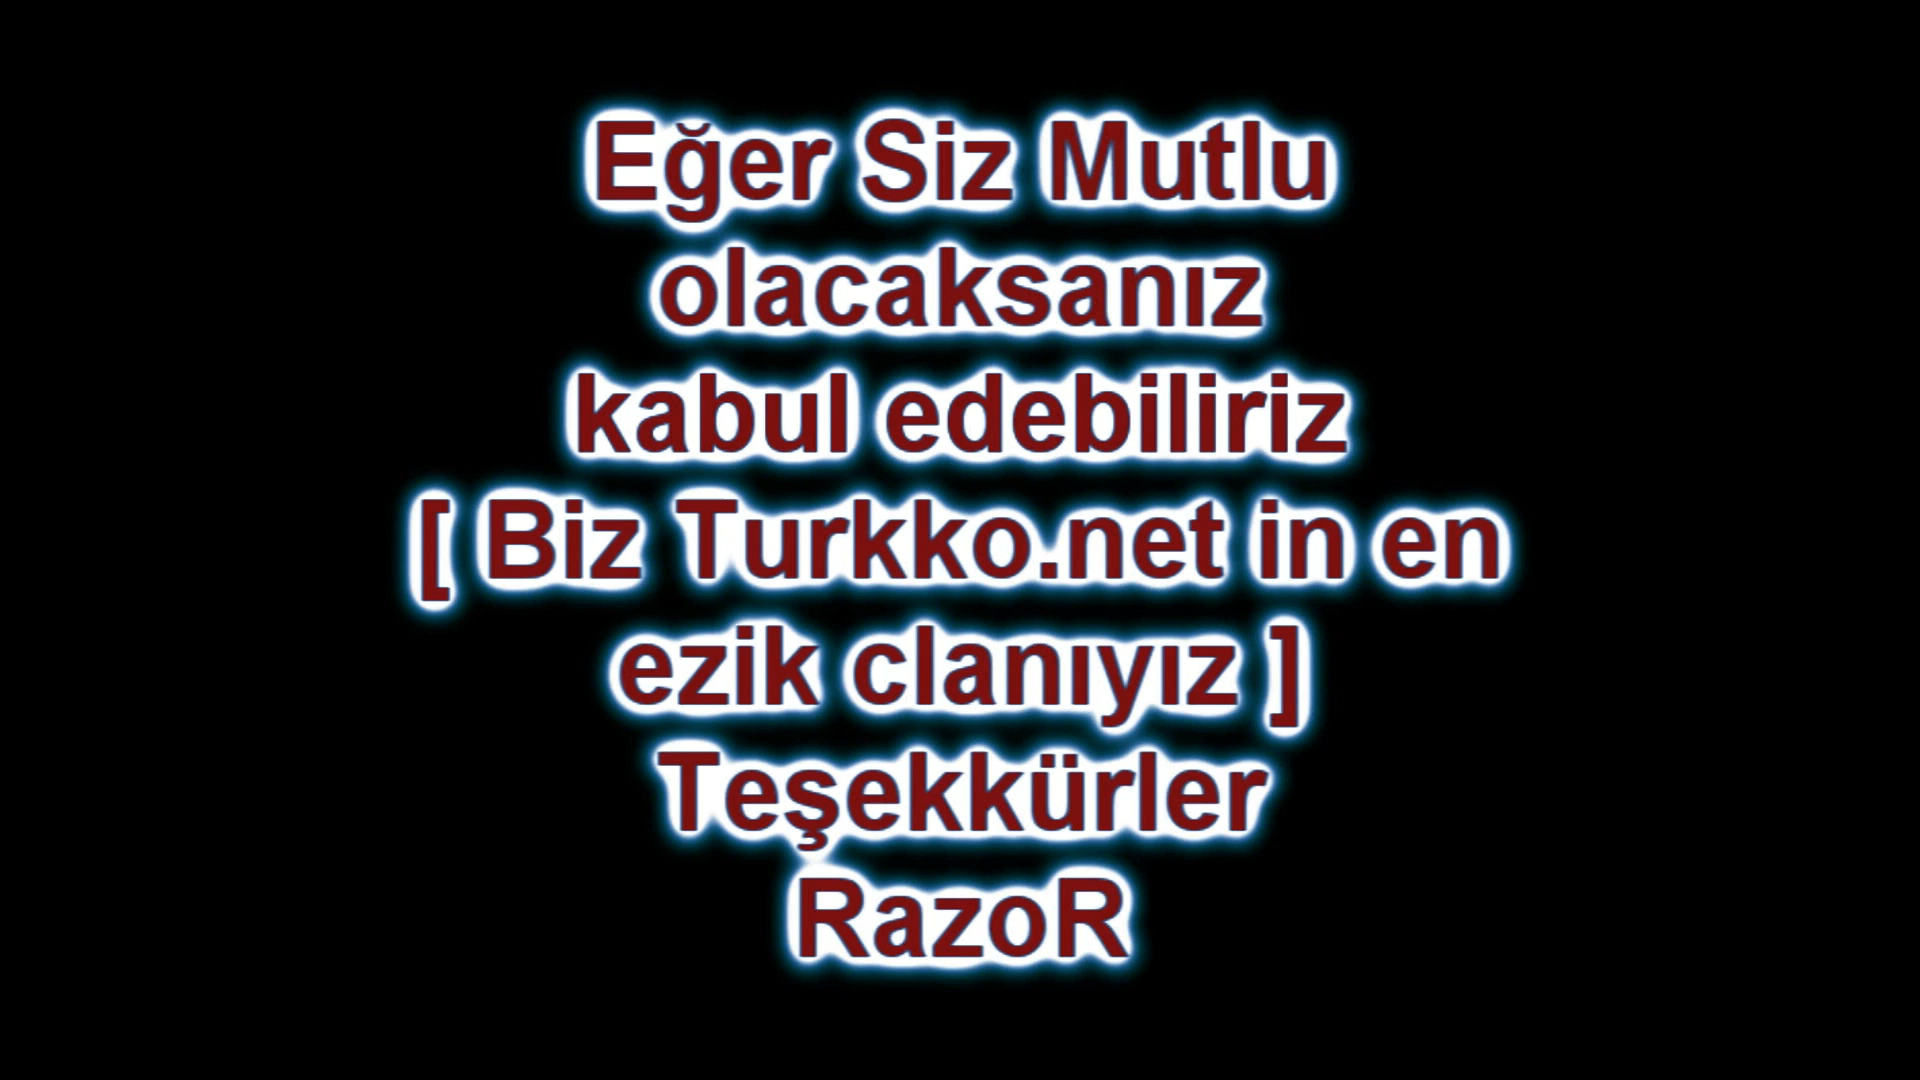 Eğer Siz Mutlu
olacaksanız
kabul edebiliriz
[ Biz Turkko.net in en
ezik clanıyız ]
Teşekkürler
RazoR